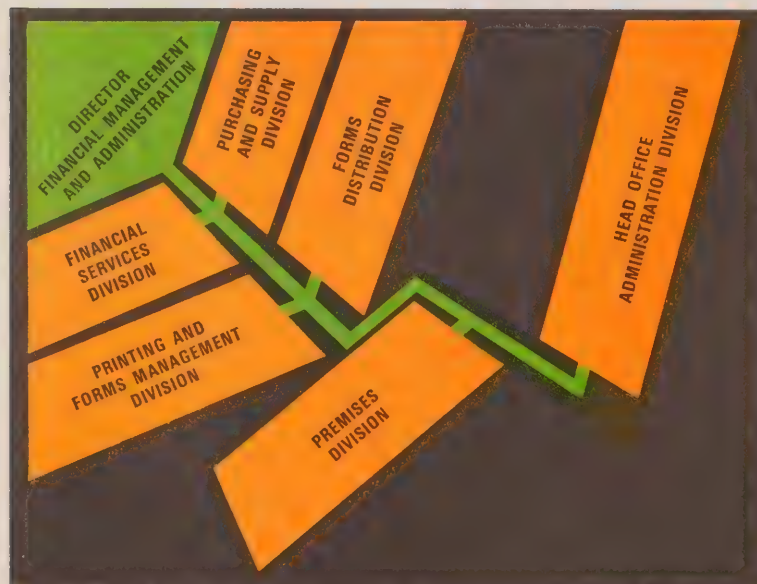 DIRECTOR
FINANCIAL MANAGEMENT
AND ADMINISTRATION
PURCHASING
AND SUPPLY
DIVISION
FORMS
DISTRIBUTION
DIVISION
HEAD OFFICE
ADMINISTRATION DIVISION
FINANCIAL
SERVICES
DIVISION
PRINTING AND
FORMS MANAGEMENT
DIVISION
PREMISES
DIVISION